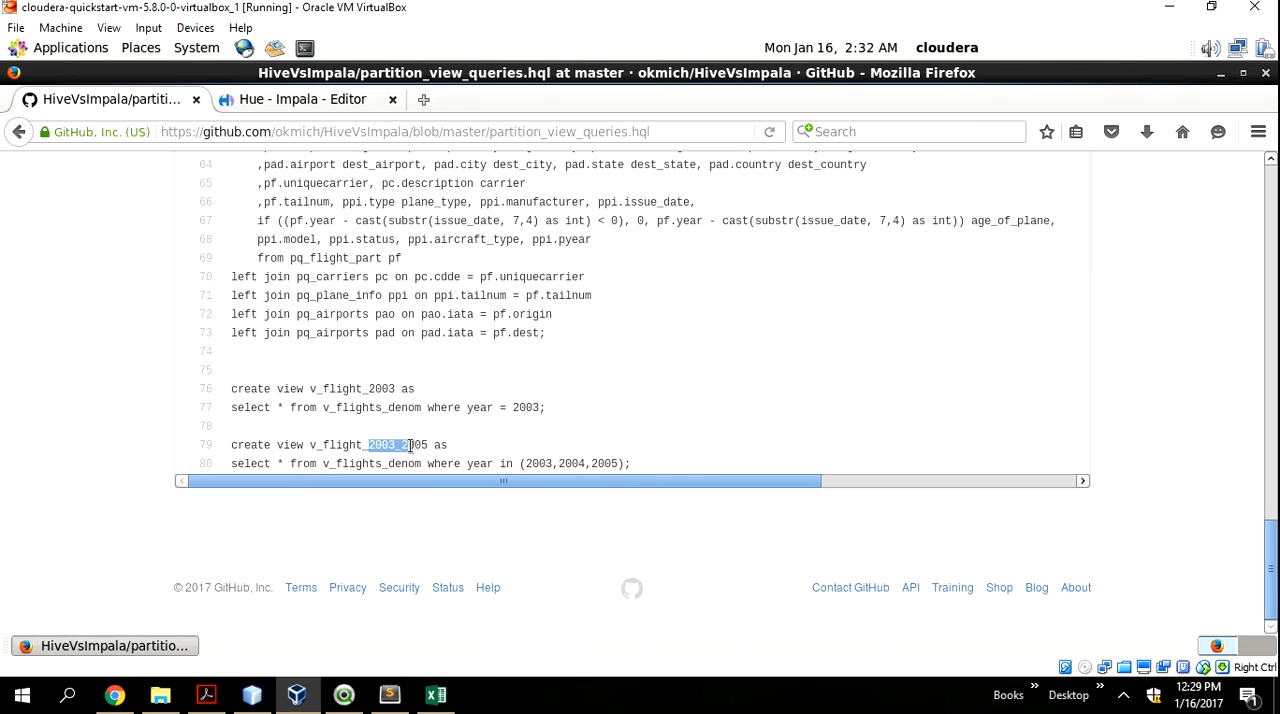 cloudera-quickstart-vm-5.8.0-0-virtualbox_1 [Running] - Oracle VM VirtualBox
File Machine View Input Devices Help
Applications Places System Mon Jan 16, 2:32 AM cloudera
HiveVsImpala/partition_view_queries.hql at master · okmich/HiveVsImpala · GitHub - Mozilla Firefox
HiveVsImpala/partiti... Hue - Impala - Editor
GitHub, Inc. (US) https://github.com/okmich/HiveVsImpala/blob/master/partition_view_queries.hql Search
64 ,pad.airport dest_airport, pad.city dest_city, pad.state dest_state, pad.country dest_country
65 ,pf.uniquecarrier, pc.description carrier
66 ,pf.tailnum, ppi.type plane_type, ppi.manufacturer, ppi.issue_date,
67 if ((pf.year - cast(substr(issue_date, 7,4) as int) < 0), 0, pf.year - cast(substr(issue_date, 7,4) as int)) age_of_plane,
68 ppi.model, ppi.status, ppi.aircraft_type, ppi.pyear
69 from pq_flight_part pf
70 left join pq_carriers pc on pc.cdde = pf.uniquecarrier
71 left join pq_plane_info ppi on ppi.tailnum = pf.tailnum
72 left join pq_airports pao on pao.iata = pf.origin
73 left join pq_airports pad on pad.iata = pf.dest;
74
75
76 create view v_flight_2003 as
77 select * from v_flights_denom where year = 2003;
78
79 create view v_flight_2003_2005 as
80 select * from v_flights_denom where year in (2003,2004,2005);
© 2017 GitHub, Inc. Terms Privacy Security Status Help Contact GitHub API Training Shop Blog About
HiveVsImpala/partitio...
Right Ctrl
Books Desktop 12:29 PM
1/16/2017 1